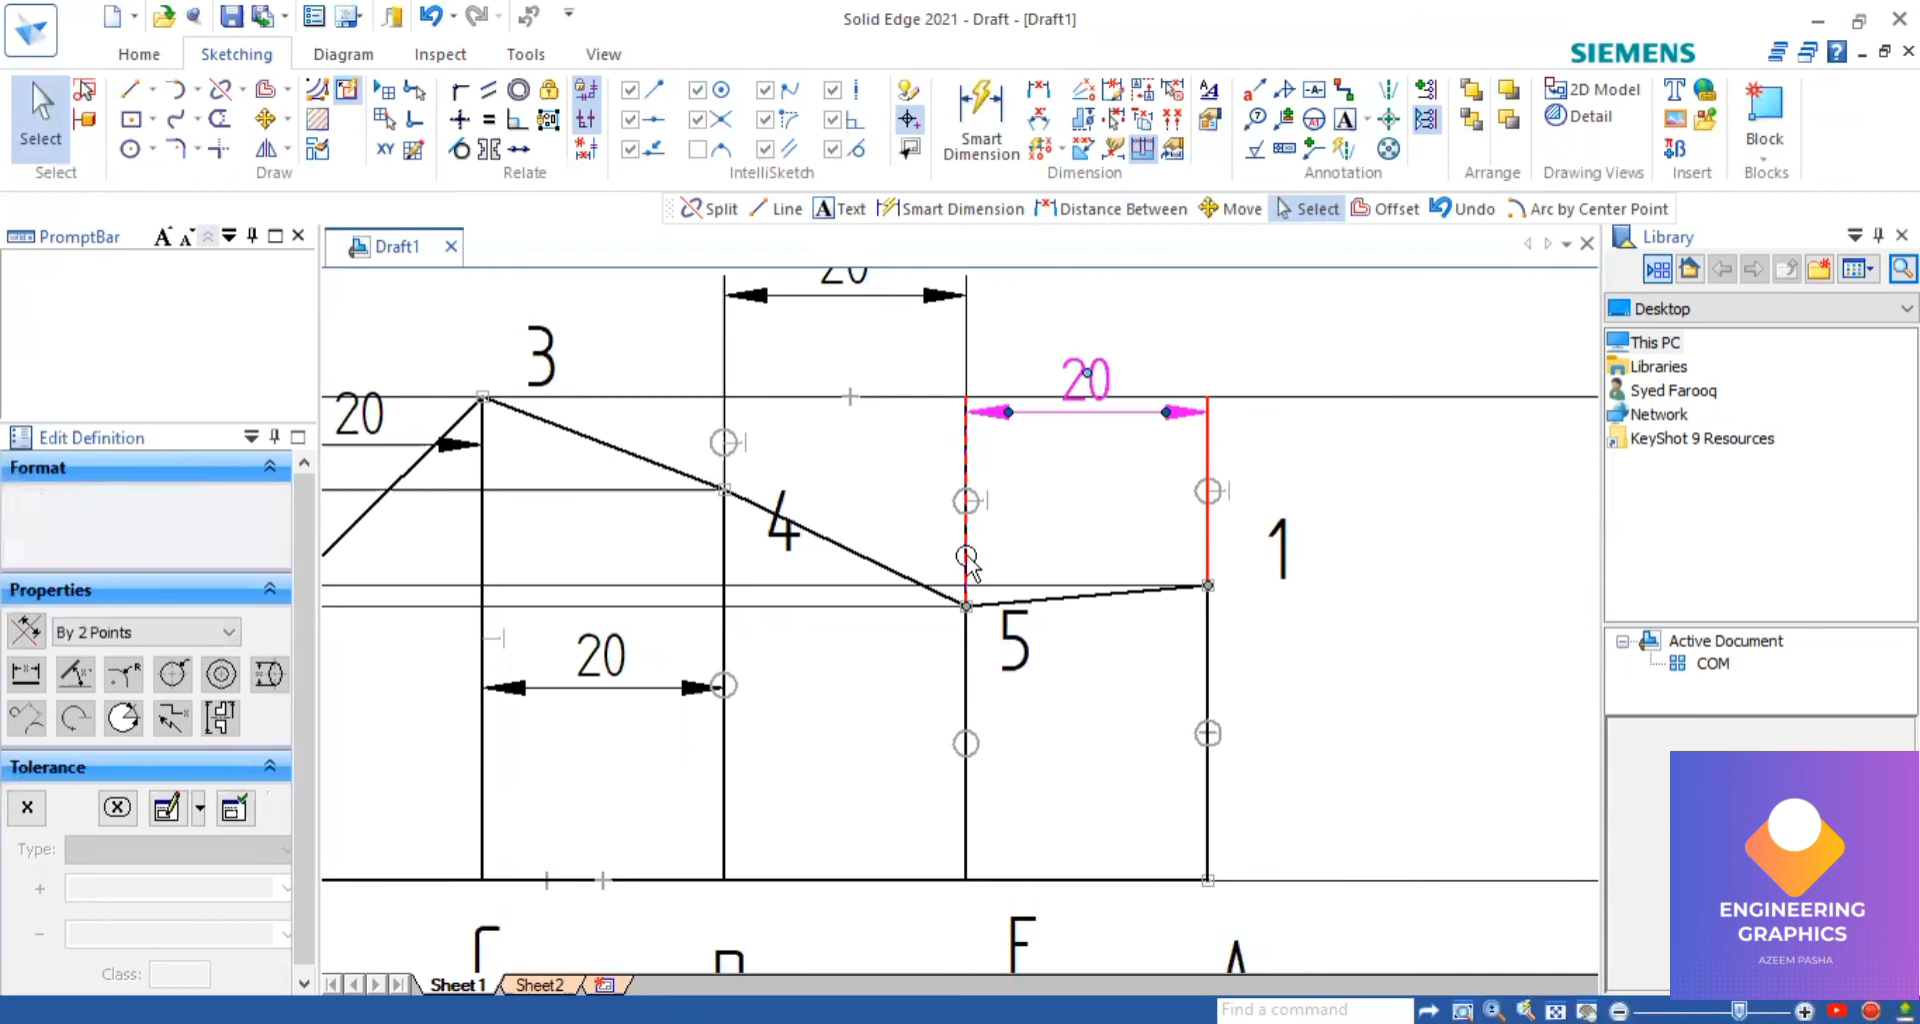 Solid Edge 2021 - Draft - [Draft1]
Home Sketching Diagram Inspect Tools View
SIEMENS
Select
Smart
Dimension
2D Model
Detail
Block
XY
Select Draw Relate IntelliSketch Dimension Annotation Arrange Drawing Views Insert Blocks
Split Line Text Smart Dimension Distance Between Move Select Offset Undo Arc by Center Point
PromptBar
Draft1
Library
Desktop
This PC
Libraries
Syed Farooq
Network
KeyShot 9 Resources
Active Document
COM
Edit Definition
Format
Properties
By 2 Points
Tolerance
Type:
+
−
Class:
20
3
20
20
4
1
5
20
E
A
Sheet1
Sheet2
Find a command
ENGINEERING
GRAPHICS
AZEEM PASHA